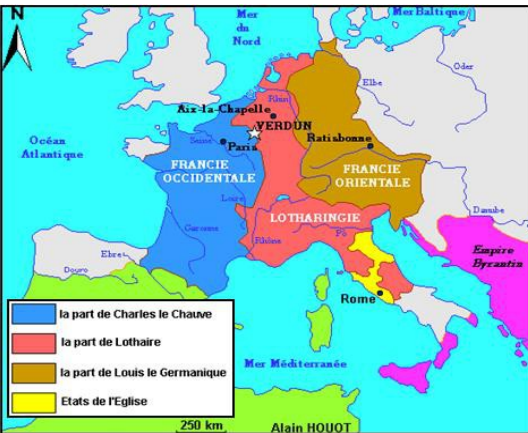 N
Mer
du
Nord
Mer Baltique
Oder
Elbe
Aix-la-Chapelle
Rhin
VERDUN
Océan
Atlantique
Seine
Paris
Ratisbonne
FRANCIE
OCCIDENTALE
FRANCIE
ORIENTALE
Loire
LOTHARINGIE
Danube
Garonne
Rhône
Pô
Ebre
Douro
Empire
Byzantin
Rome
la part de Charles le Chauve
la part de Lothaire
la part de Louis le Germanique
Etats de l'Eglise
Mer Méditerranée
250 km
Alain HOUOT